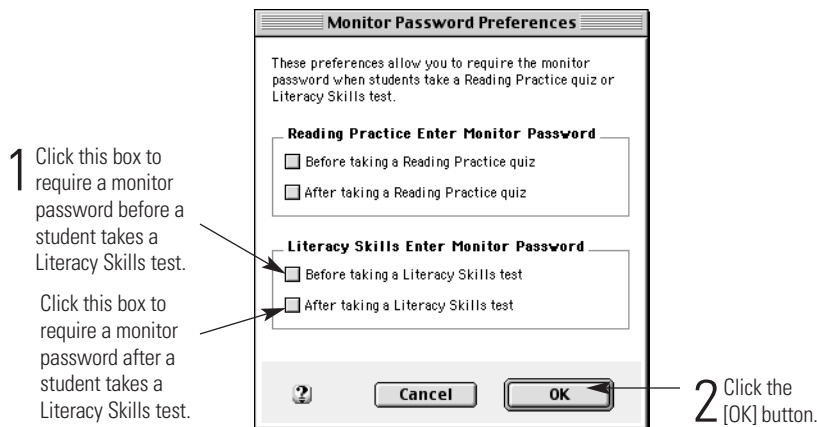 Monitor Password Preferences
These preferences allow you to require the monitor
password when students take a Reading Practice quiz or
Literacy Skills test.
Reading Practice Enter Monitor Password
Before taking a Reading Practice quiz
After taking a Reading Practice quiz
1 Click this box to
require a monitor
password before a
student takes a
Literacy Skills test.
Literacy Skills Enter Monitor Password
Before taking a Literacy Skills test
After taking a Literacy Skills test
Click this box to
require a monitor
password after a
student takes a
Literacy Skills test.
?
Cancel
OK
2 Click the
[OK] button.